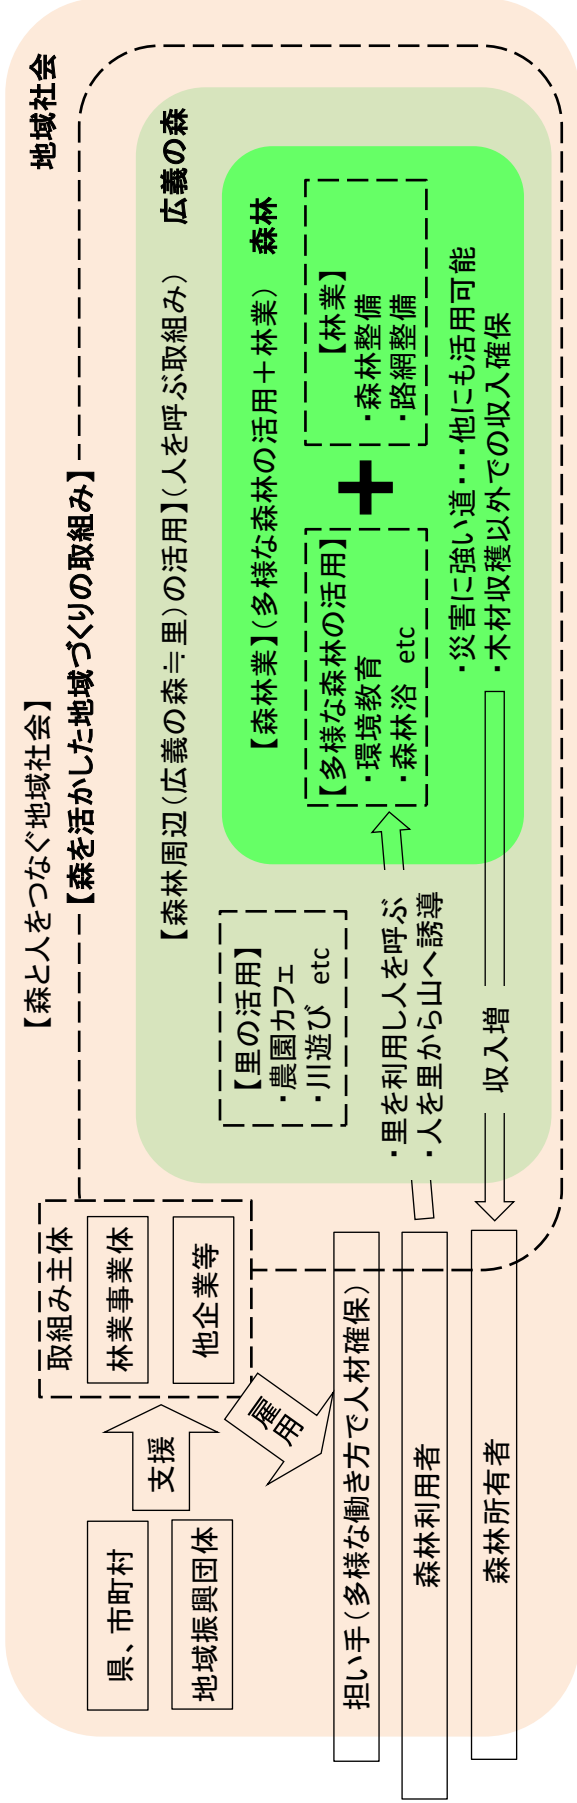 【森と人をつなぐ地域社会】
地域社会
【森を活かした地域づくりの取組み】
取組み主体
林業事業体
他企業等
県、市町村
地域振興団体
支援
雇用
【森林周辺(広義の森≒里)の活用】(人を呼ぶ取組み)
広義の森
【里の活用】
・農園カフェ
・川遊び etc
【森林業】(多様な森林の活用+林業)
森林
【多様な森林の活用】
・環境教育
・森林浴 etc
+
【林業】
・森林整備
・路網整備
・里を利用し人を呼ぶ
・人を里から山へ誘導
・災害に強い道・・・他にも活用可能
・木材収穫以外での収入確保
収入増
担い手(多様な働き方で人材確保)
森林利用者
森林所有者